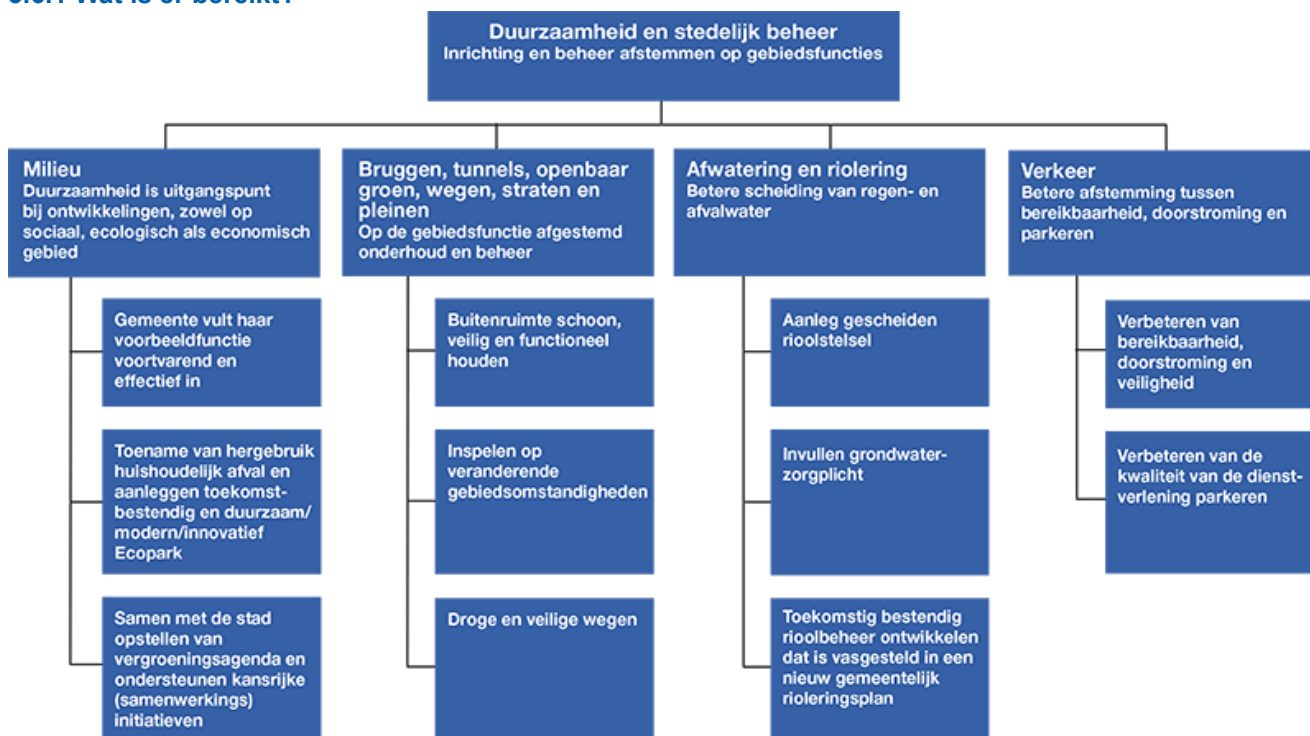 Wat is er bereikt?
Duurzaamheid en stedelijk beheer
Inrichting en beheer afstemmen op gebiedsfuncties
Milieu
Duurzaamheid is uitgangspunt
bij ontwikkelingen, zowel op
sociaal, ecologisch als economisch
gebied
Gemeente vult haar
voorbeeldfunctie
voortvarend en
effectief in
Toename van hergebruik
huishoudelijk afval en
aanleggen toekomst-
bestendig en duurzaam/
modern/innovatief
Ecopark
Samen met de stad
opstellen van
vergroeningsagenda en
ondersteunen kansrijke
(samenwerkings)
initiatieven
Bruggen, tunnels, openbaar
groen, wegen, straten en
pleinen
Op de gebiedsfunctie afgestemd
onderhoud en beheer
Buitenruimte schoon,
veilig en functioneel
houden
Inspelen op
veranderende
gebiedsomstandigheden
Droge en veilige wegen
Afwatering en riolering
Betere scheiding van regen- en
afvalwater
Aanleg gescheiden
rioolstelsel
Invullen grondwater-
zorgplicht
Toekomstig bestendig
rioolbeheer ontwikkelen
dat is vasgesteld in een
nieuw gemeentelijk
rioleringsplan
Verkeer
Betere afstemming tussen
bereikbaarheid, doorstroming en
parkeren
Verbeteren van
bereikbaarheid,
doorstroming en
veiligheid
Verbeteren van de
kwaliteit van de dienst-
verlening parkeren